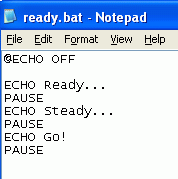 ready.bat - Notepad
File Edit Format View Help
@ECHO OFF
ECHO Ready...
PAUSE
ECHO Steady...
PAUSE
ECHO Go!
PAUSE